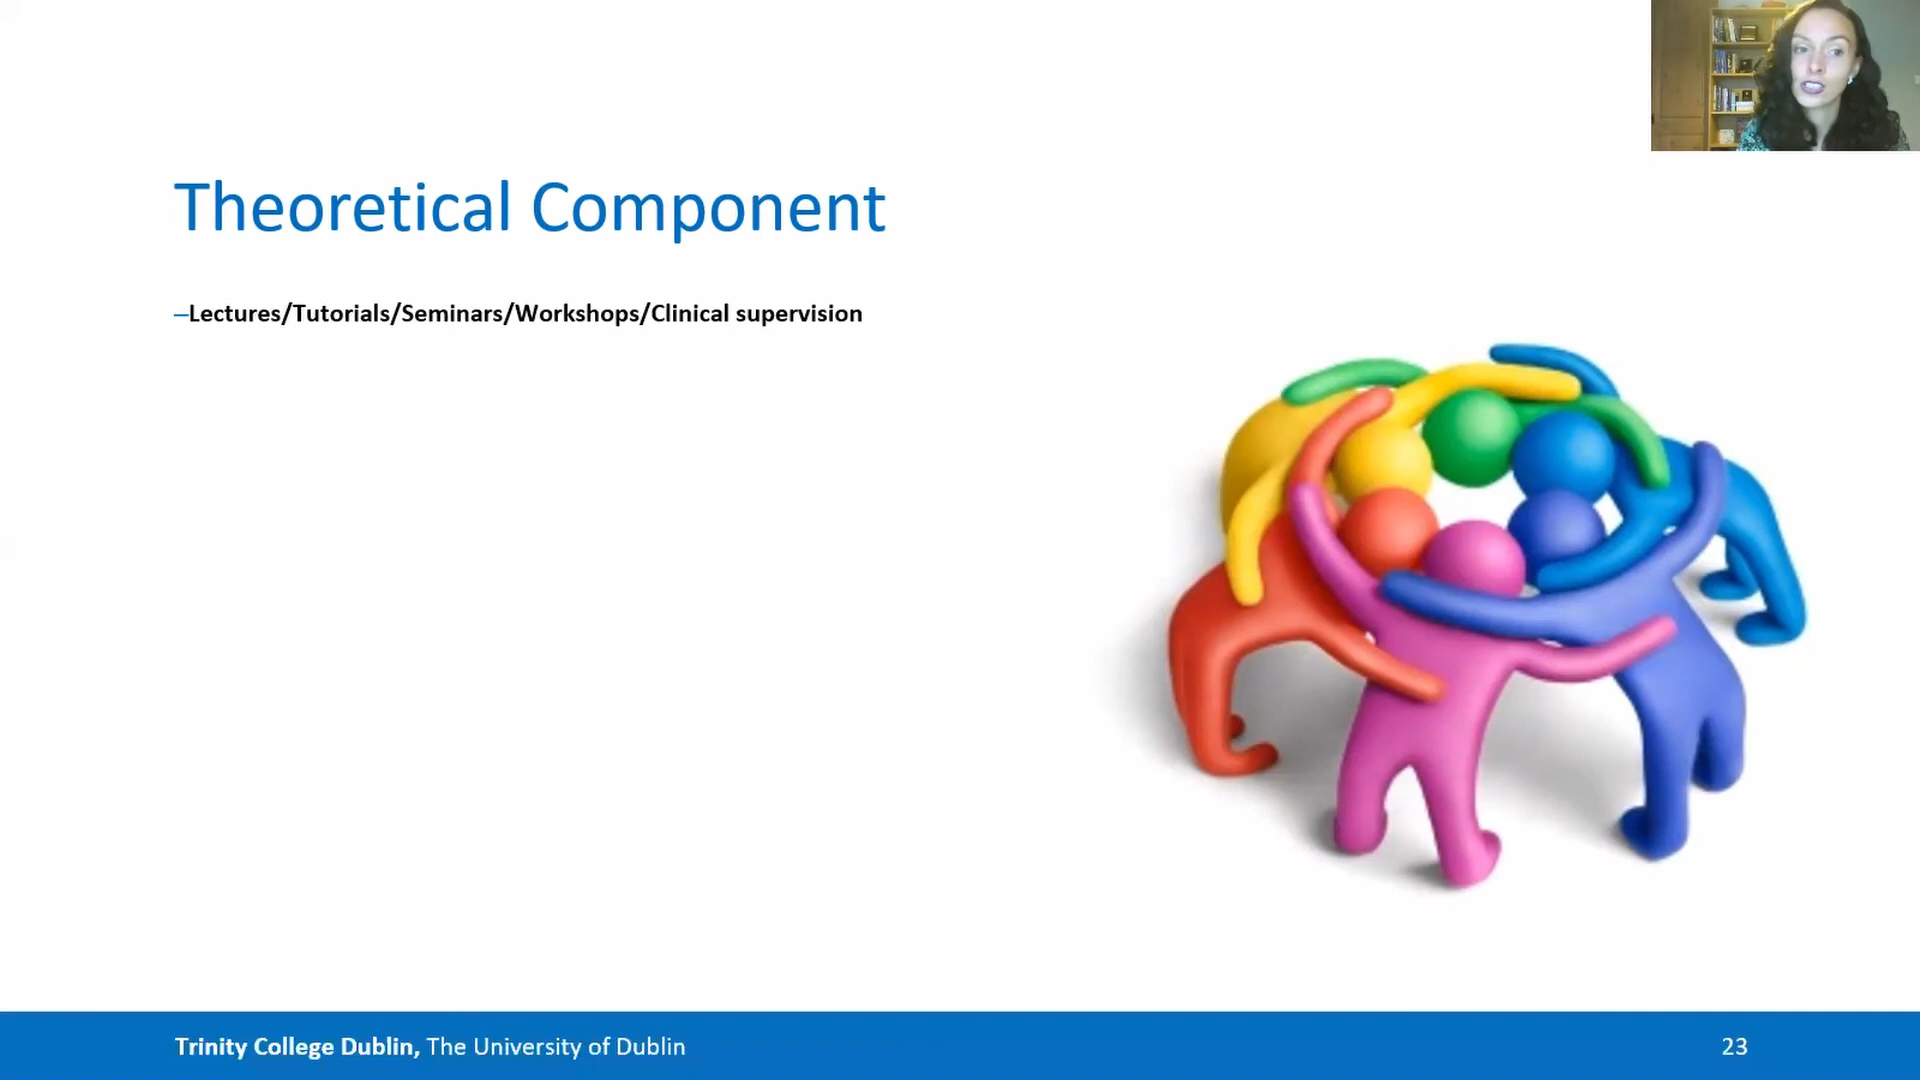 Theoretical Component
–Lectures/Tutorials/Seminars/Workshops/Clinical supervision
Trinity College Dublin, The University of Dublin
23